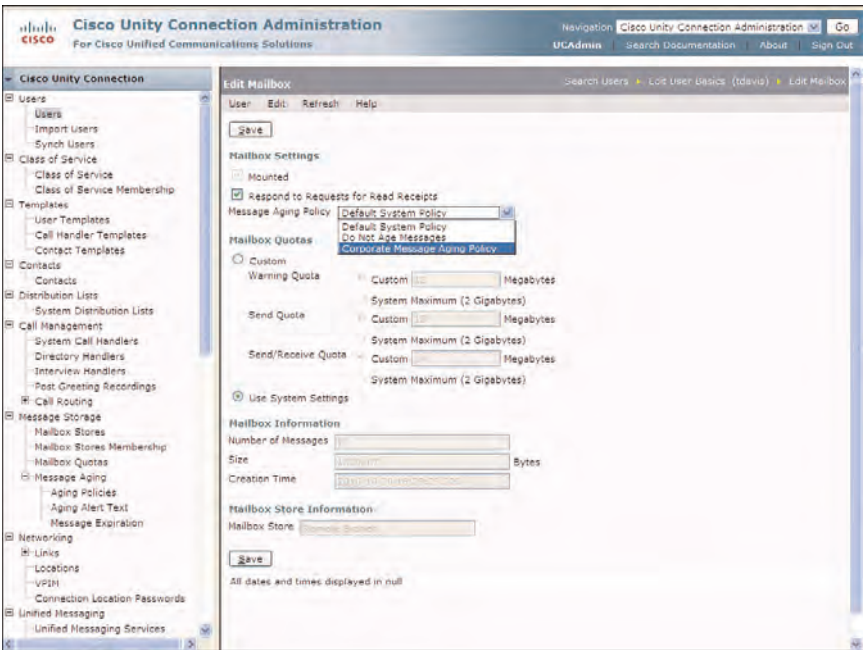 cisco
Cisco Unity Connection Administration
For Cisco Unified Communications Solutions
Navigation Cisco Unity Connection Administration Go
UCAdmin Search Documentation About Sign Out
Cisco Unity Connection
Users
Users
Import Users
Synch Users
Class of Service
Class of Service
Class of Service Membership
Templates
User Templates
Call Handler Templates
Contact Templates
Contacts
Contacts
Distribution Lists
System Distribution Lists
Call Management
System Call Handlers
Directory Handlers
Interview Handlers
Post Greeting Recordings
Call Routing
Message Storage
Mailbox Stores
Mailbox Stores Membership
Mailbox Quotas
Message Aging
Aging Policies
Aging Alert Text
Message Expiration
Networking
Links
Locations
VPIM
Connection Location Passwords
Unified Messaging
Unified Messaging Services
Edit Mailbox
Search Users Edit User Basics (tdavis) Edit Mailbox
User Edit Refresh Help
Save
Mailbox Settings
Mounted
Respond to Requests for Read Receipts
Message Aging Policy Default System Policy
Default System Policy
Do Not Age Messages
Corporate Message Aging Policy
Mailbox Quotas
Custom
Warning Quota Custom Megabytes
System Maximum (2 Gigabytes)
Send Quota Custom Megabytes
System Maximum (2 Gigabytes)
Send/Receive Quota Custom Megabytes
System Maximum (2 Gigabytes)
Use System Settings
Mailbox Information
Number of Messages
Size Bytes
Creation Time
Mailbox Store Information
Mailbox Store
Save
All dates and times displayed in null